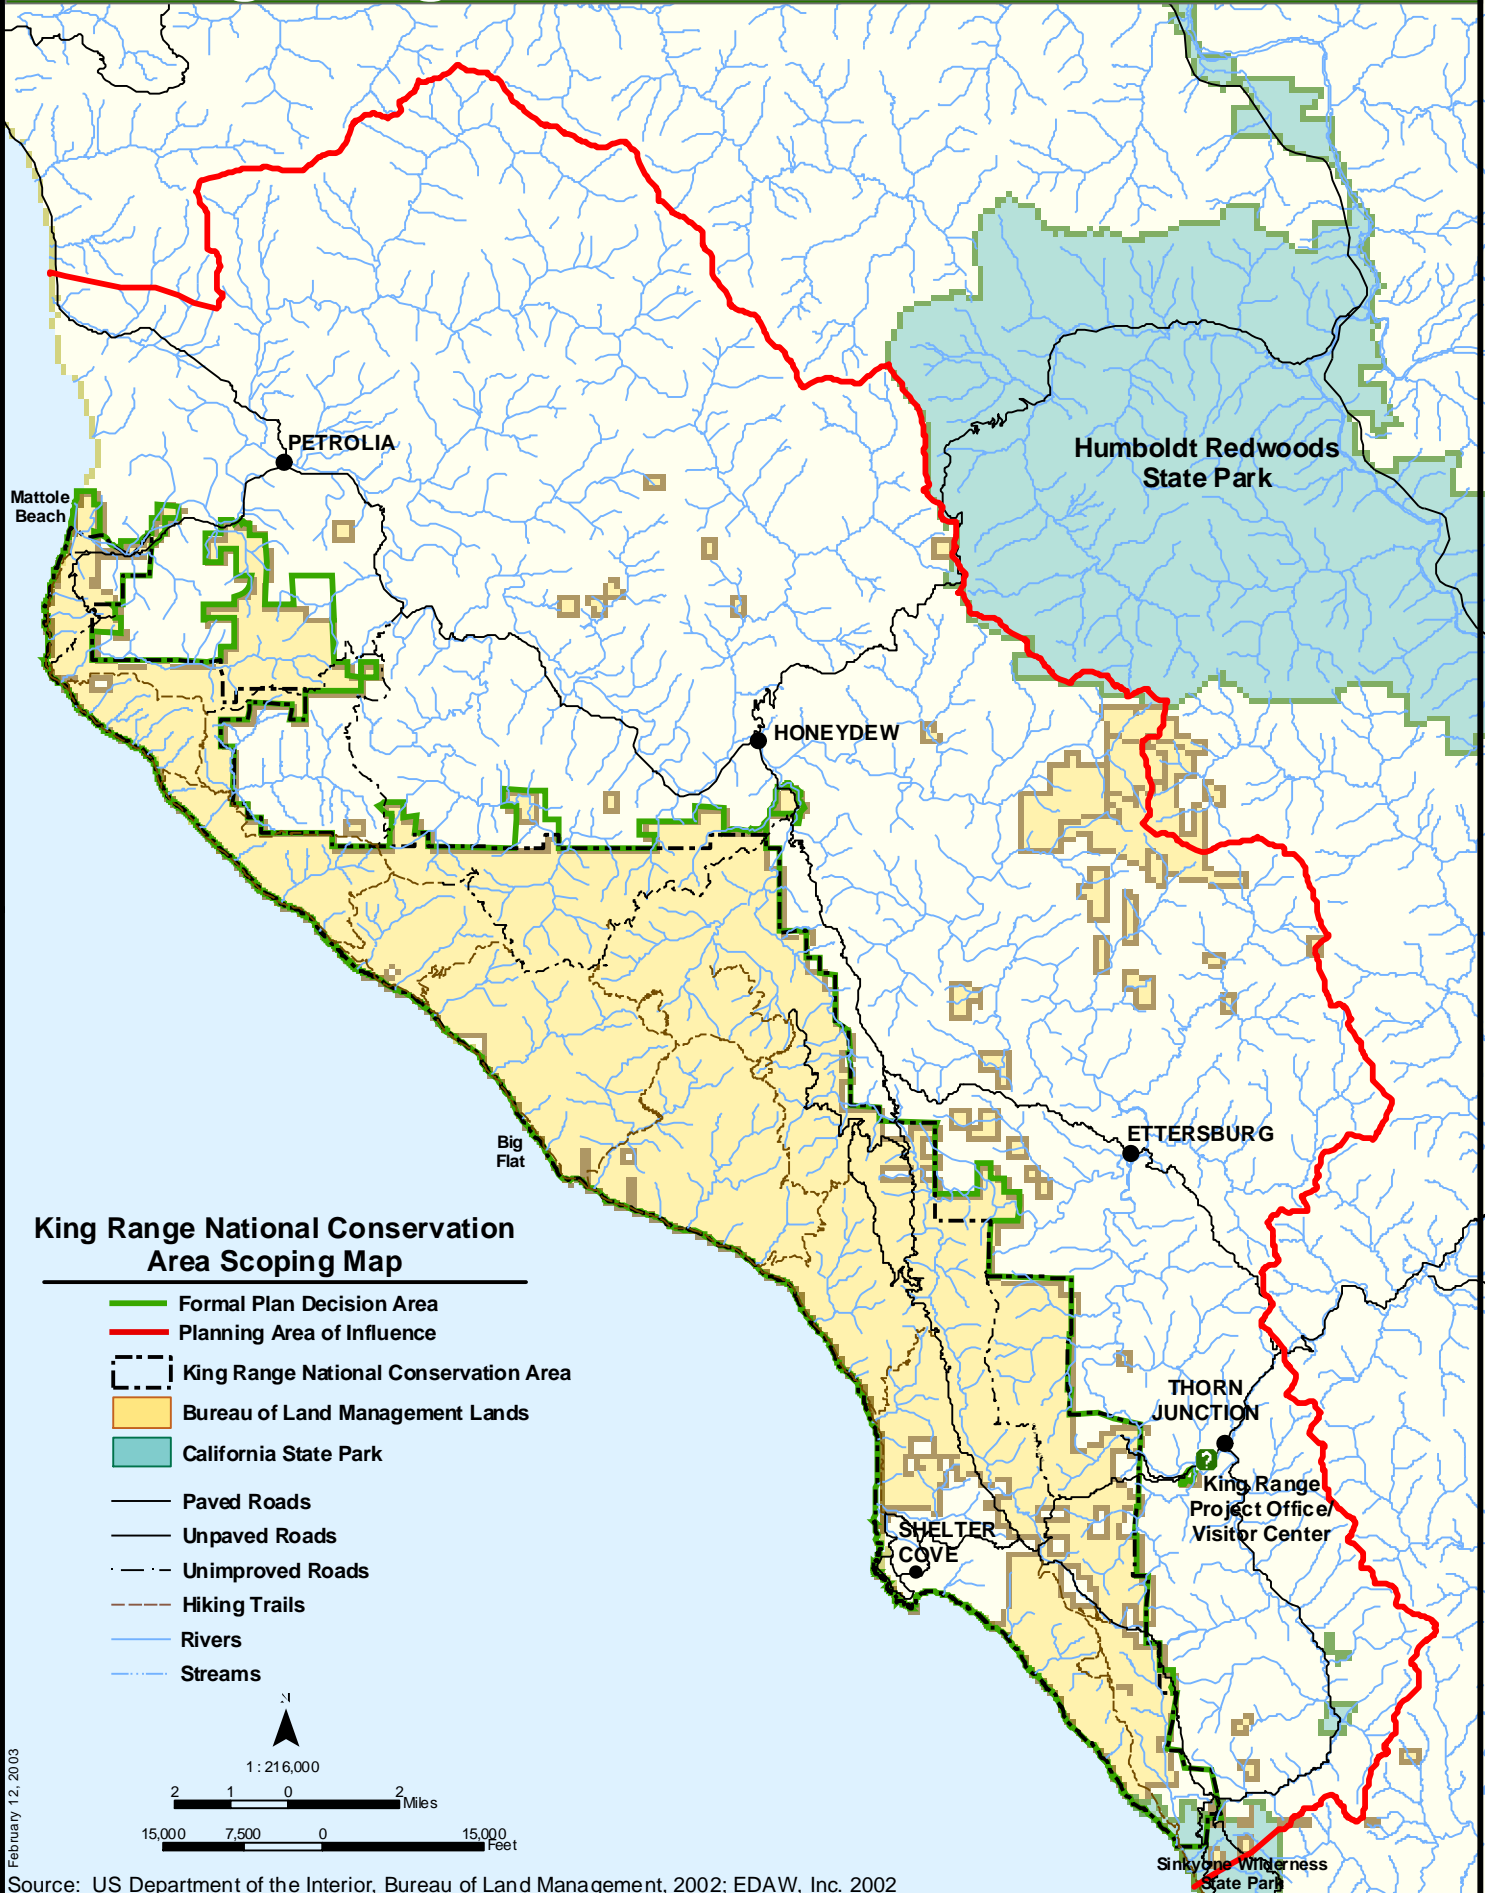 PETROLIA
Humboldt Redwoods
State Park
Mattole
Beach
HONEYDEW
ETTERSBURG
Big
Flat
King Range National Conservation
Area Scoping Map
Formal Plan Decision Area
Planning Area of Influence
King Range National Conservation Area
Bureau of Land Management Lands
California State Park
Paved Roads
Unpaved Roads
Unimproved Roads
Hiking Trails
Rivers
Streams
THORN
JUNCTION
?
King Range
Project Office/
Visitor Center
SHELTER
COVE
N
1 : 216,000
2 1 0 2
Miles
15,000 7,500 0 15,000
Feet
February 12, 2003
Sinkyone Wilderness
State Park
Source: US Department of the Interior, Bureau of Land Management, 2002; EDAW, Inc. 2002